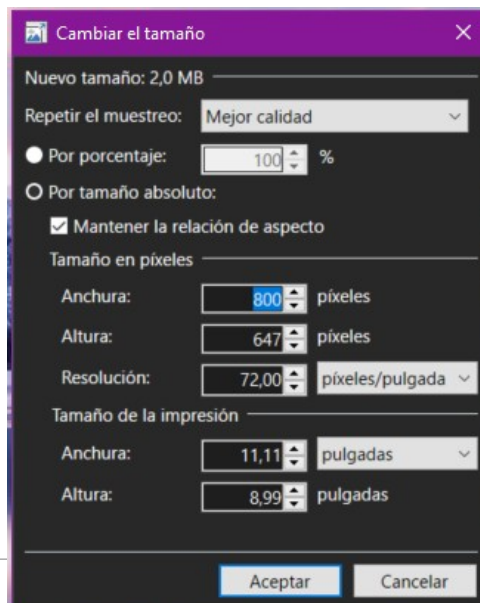 Cambiar el tamaño
Nuevo tamaño: 2,0 MB
Repetir el muestreo: Mejor calidad
Por porcentaje: 100 %
Por tamaño absoluto:
Mantener la relación de aspecto
Tamaño en píxeles
Anchura: 800 píxeles
Altura: 647 píxeles
Resolución: 72,00 píxeles/pulgada
Tamaño de la impresión
Anchura: 11,11 pulgadas
Altura: 8,99 pulgadas
Aceptar Cancelar